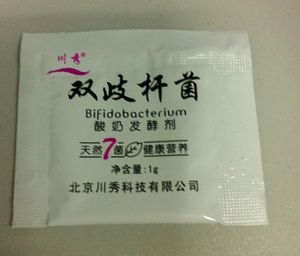 川秀®
双歧杆菌
Bifidobacterium
酸奶发酵剂
天然7菌 健康营养
净含量:1g
北京川秀科技有限公司